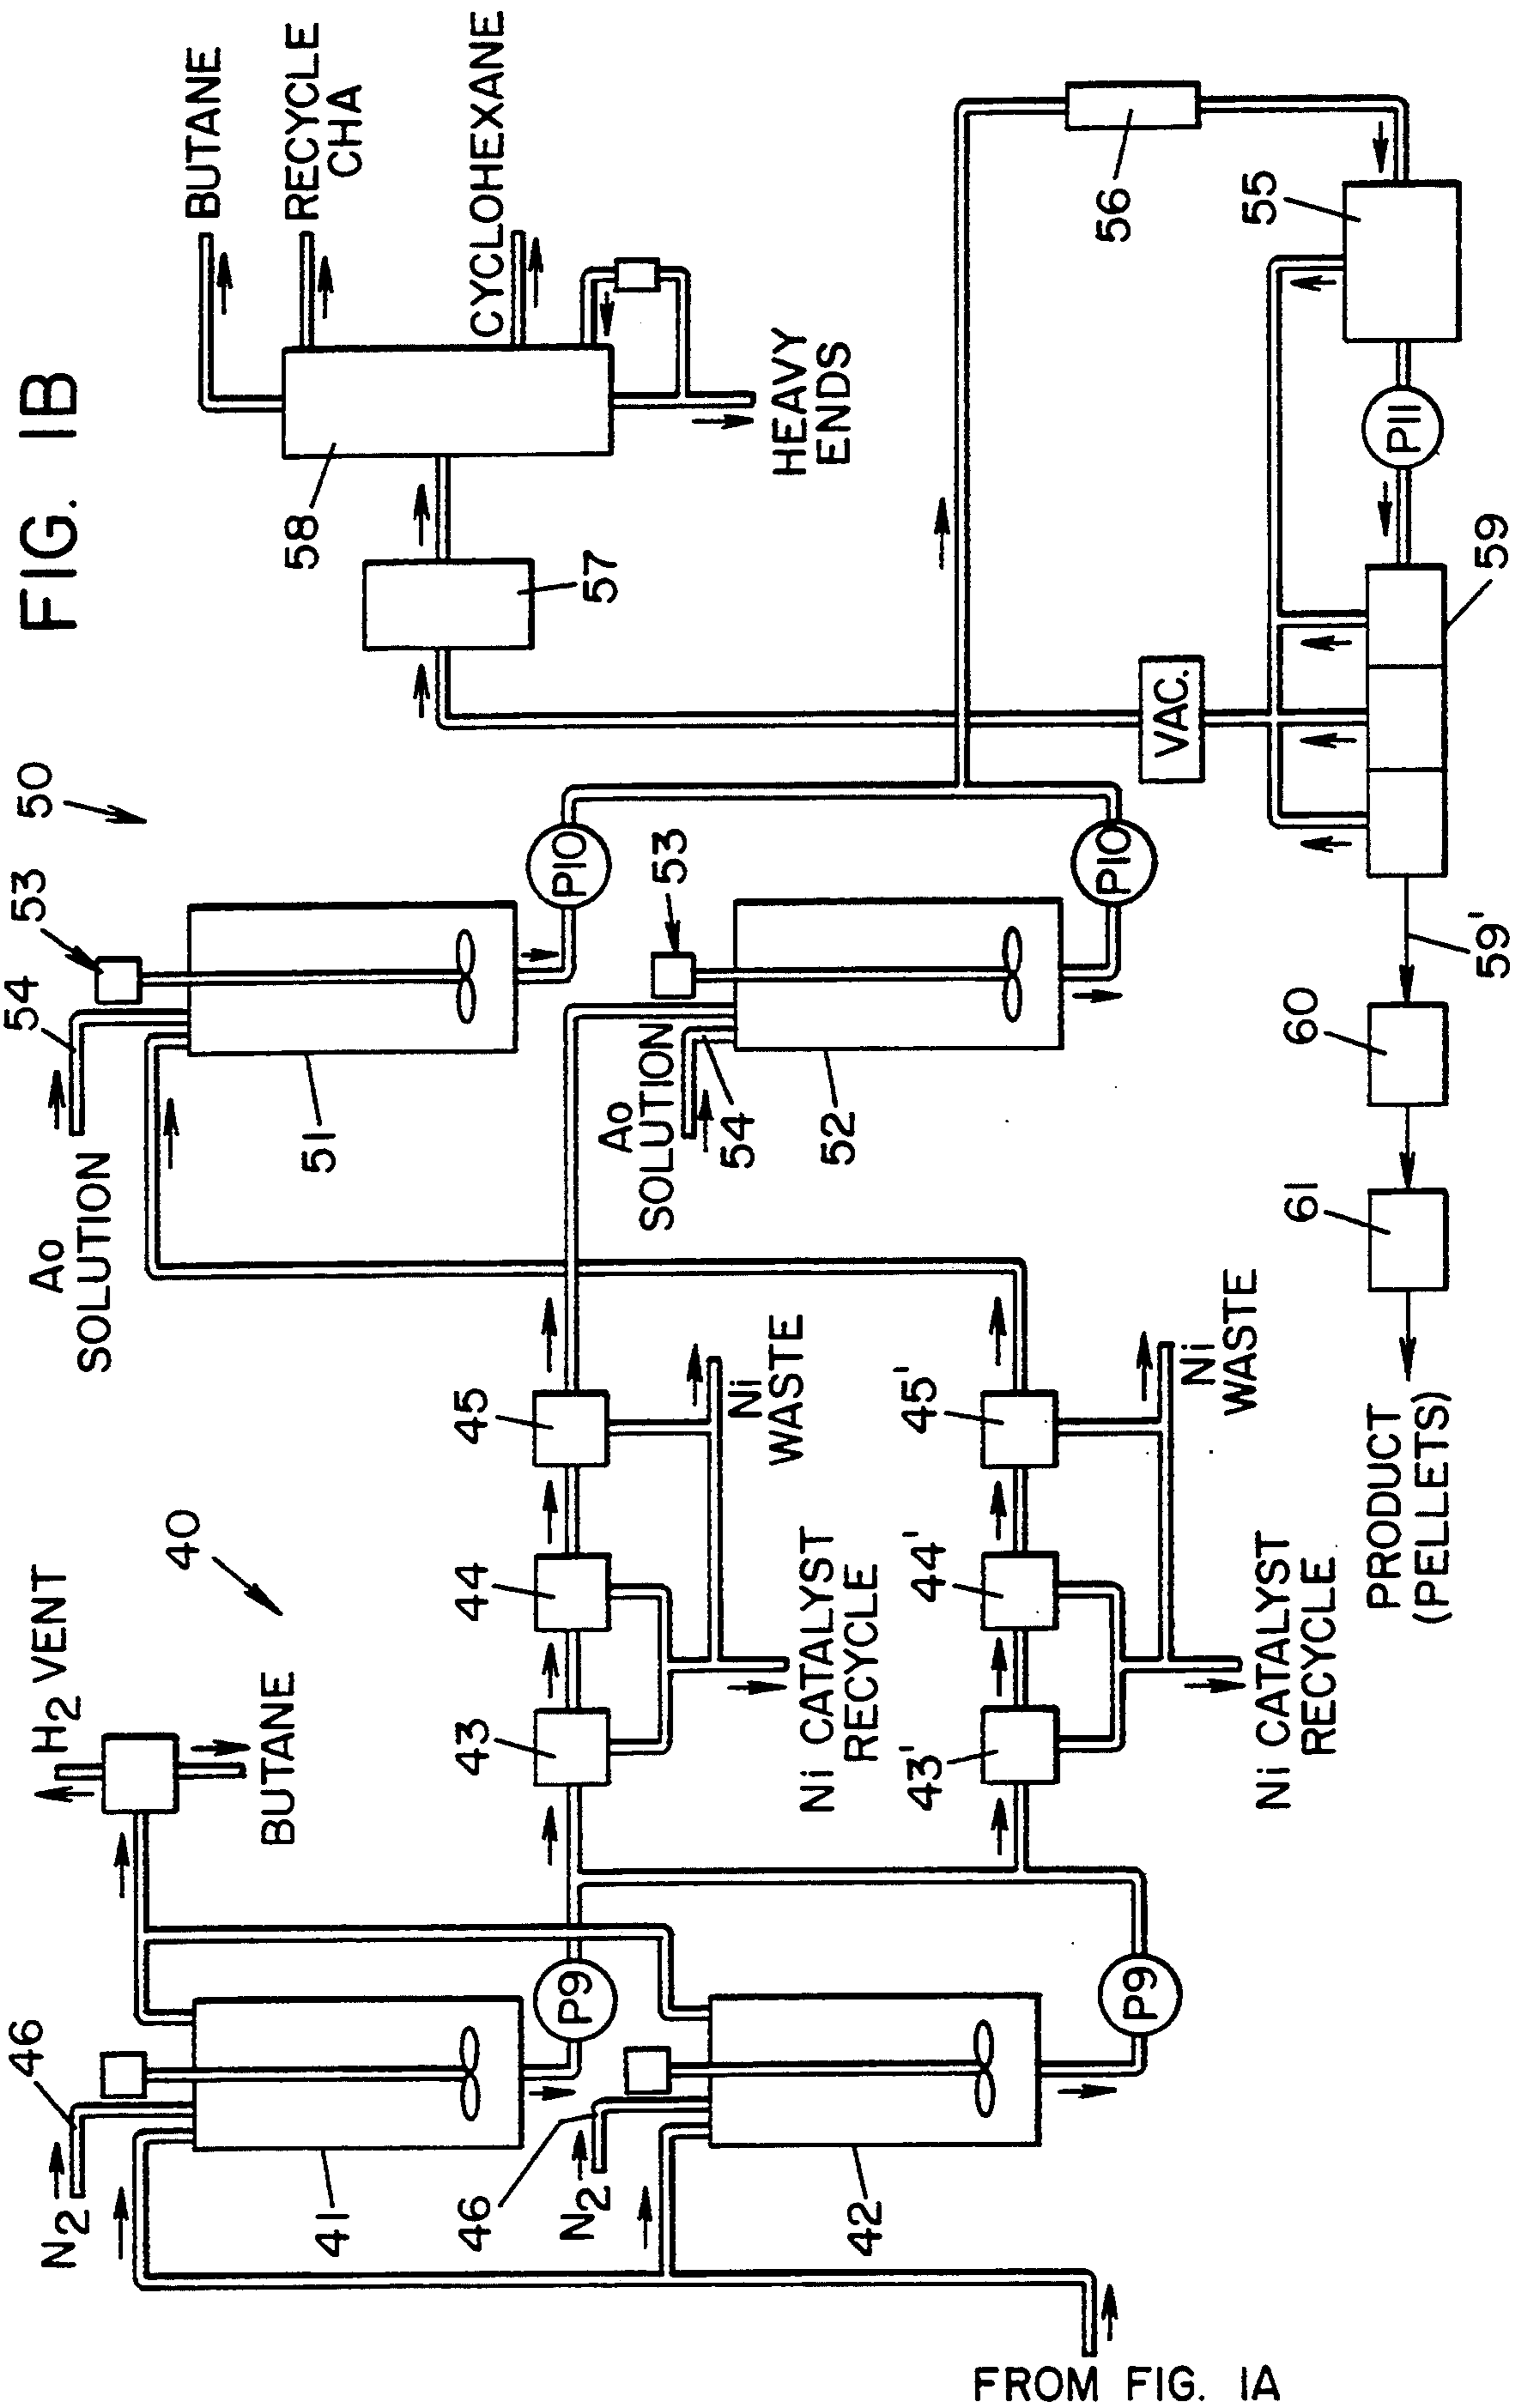 FIG. 1B
H2 VENT
BUTANE
40
46
N2
41
P9
46
N2
42
P9
FROM FIG. 1A
43
44
45
Ni CATALYST
RECYCLE
Ni
WASTE
43'
44'
45'
Ni CATALYST
RECYCLE
Ni
WASTE
50
Ao
SOLUTION
54
53
51
P10
Ao
SOLUTION
54
53
52
P10
BUTANE
RECYCLE
CHA
CYCLOHEXANE
HEAVY
ENDS
58
57
VAC.
56
55
P11
59
59'
60
61
PRODUCT
(PELLETS)